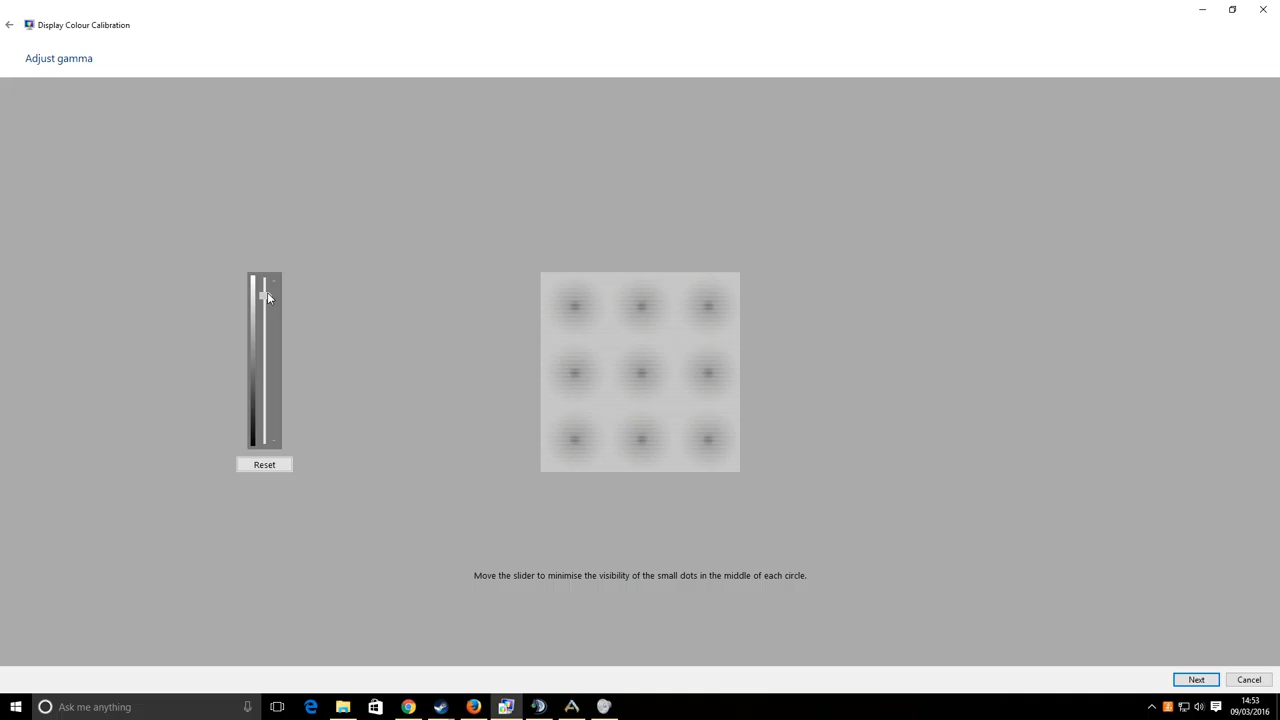 Display Colour Calibration
Adjust gamma
Reset
Move the slider to minimise the visibility of the small dots in the middle of each circle.
Next
Cancel
Ask me anything
14:53
09/03/2016